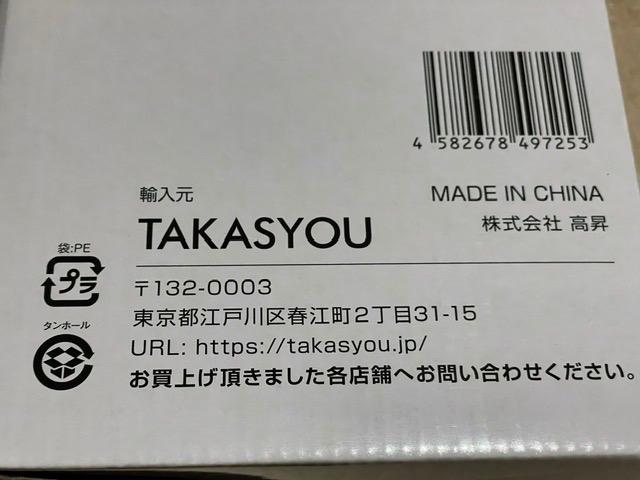 4 582678 497253
輸入元
MADE IN CHINA
TAKASYOU
株式会社 高昇
袋:PE
プラ
〒132-0003
東京都江戸川区春江町2丁目31-15
タンホール
URL: https://takasyou.jp/
お買上げ頂きました各店舗へお問い合わせください。